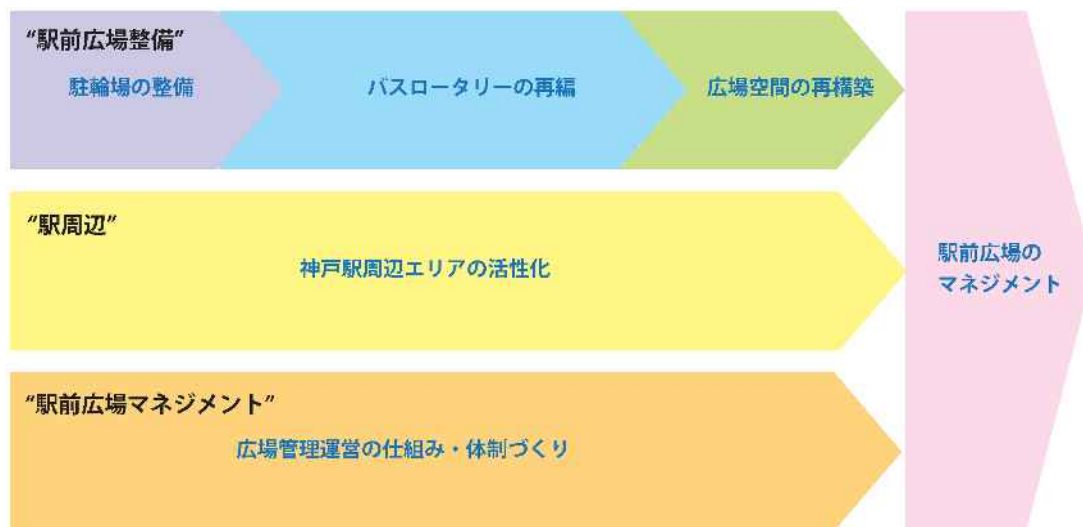 “駅前広場整備”
駐輪場の整備
バスロータリーの再編
広場空間の再構築
“駅周辺”
神戸駅周辺エリアの活性化
“駅前広場マネジメント”
広場管理運営の仕組み・体制づくり
駅前広場の
マネジメント